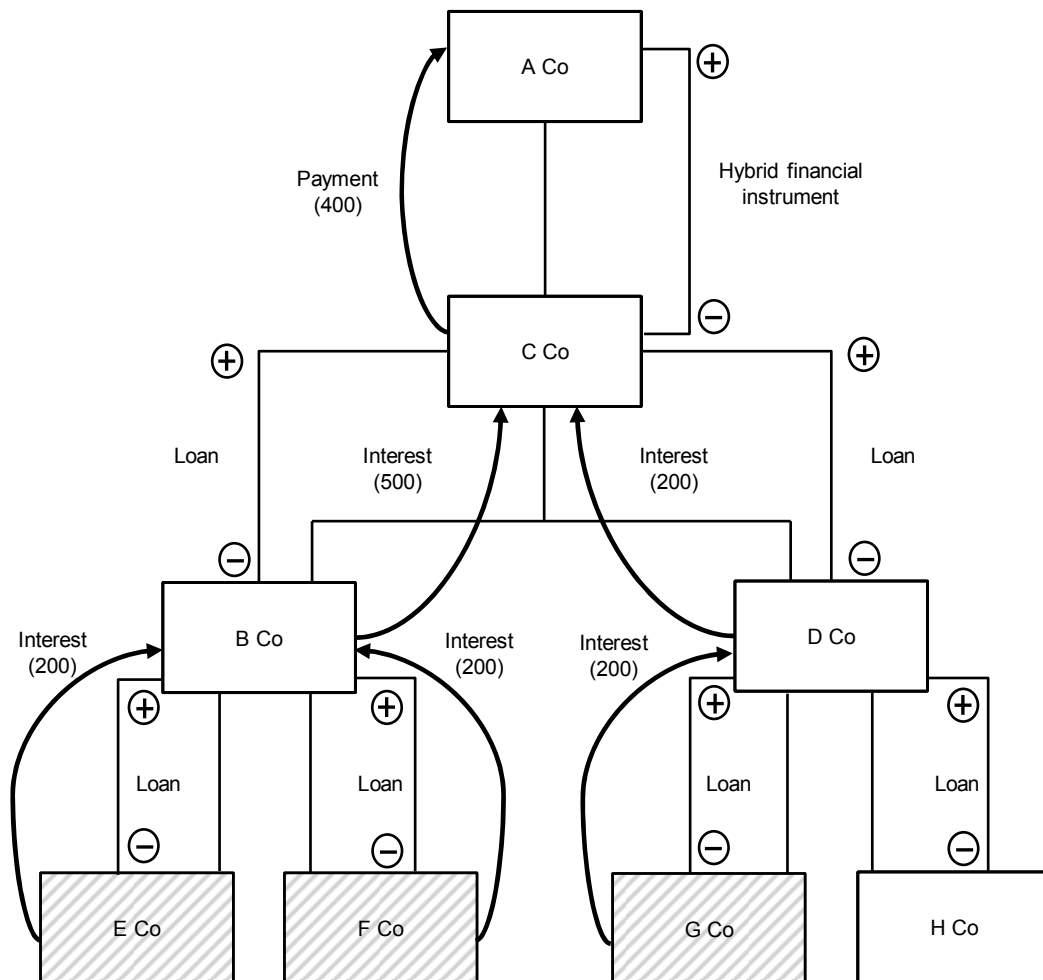 A Co
+
Payment
(400)
Hybrid financial
instrument
−
+
C Co
+
Loan
Interest
(500)
Interest
(200)
Loan
−
−
Interest
(200)
B Co
Interest
(200)
Interest
(200)
D Co
+
+
+
+
Loan
Loan
Loan
Loan
−
−
−
−
E Co
F Co
G Co
H Co